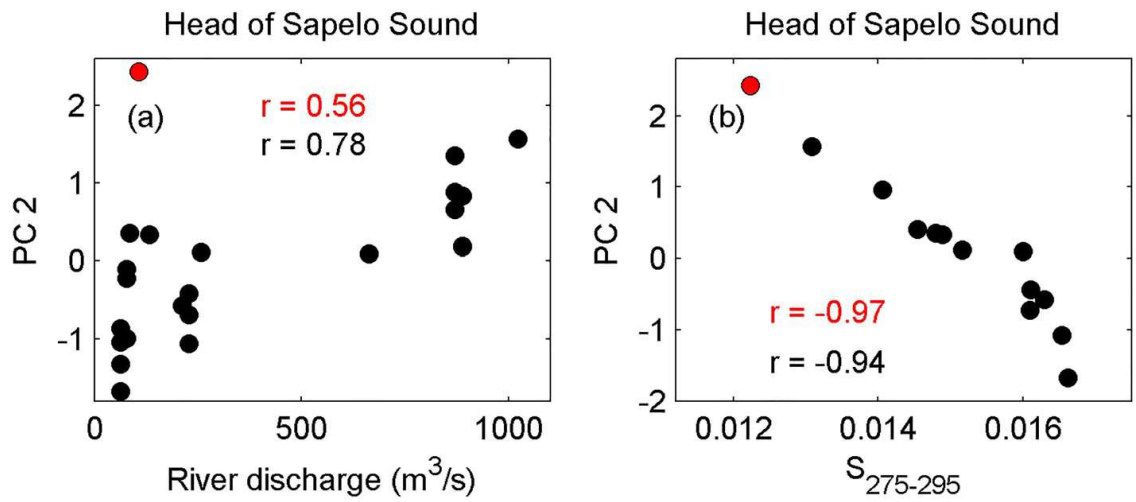 Head of Sapelo Sound
2
1
0
-1
PC 2
(a)
r = 0.56
r = 0.78
0 500 1000
River discharge (m³/s)
Head of Sapelo Sound
2
1
0
-1
-2
PC 2
(b)
r = -0.97
r = -0.94
0.012 0.014 0.016
S₂₇₅₋₂₉₅